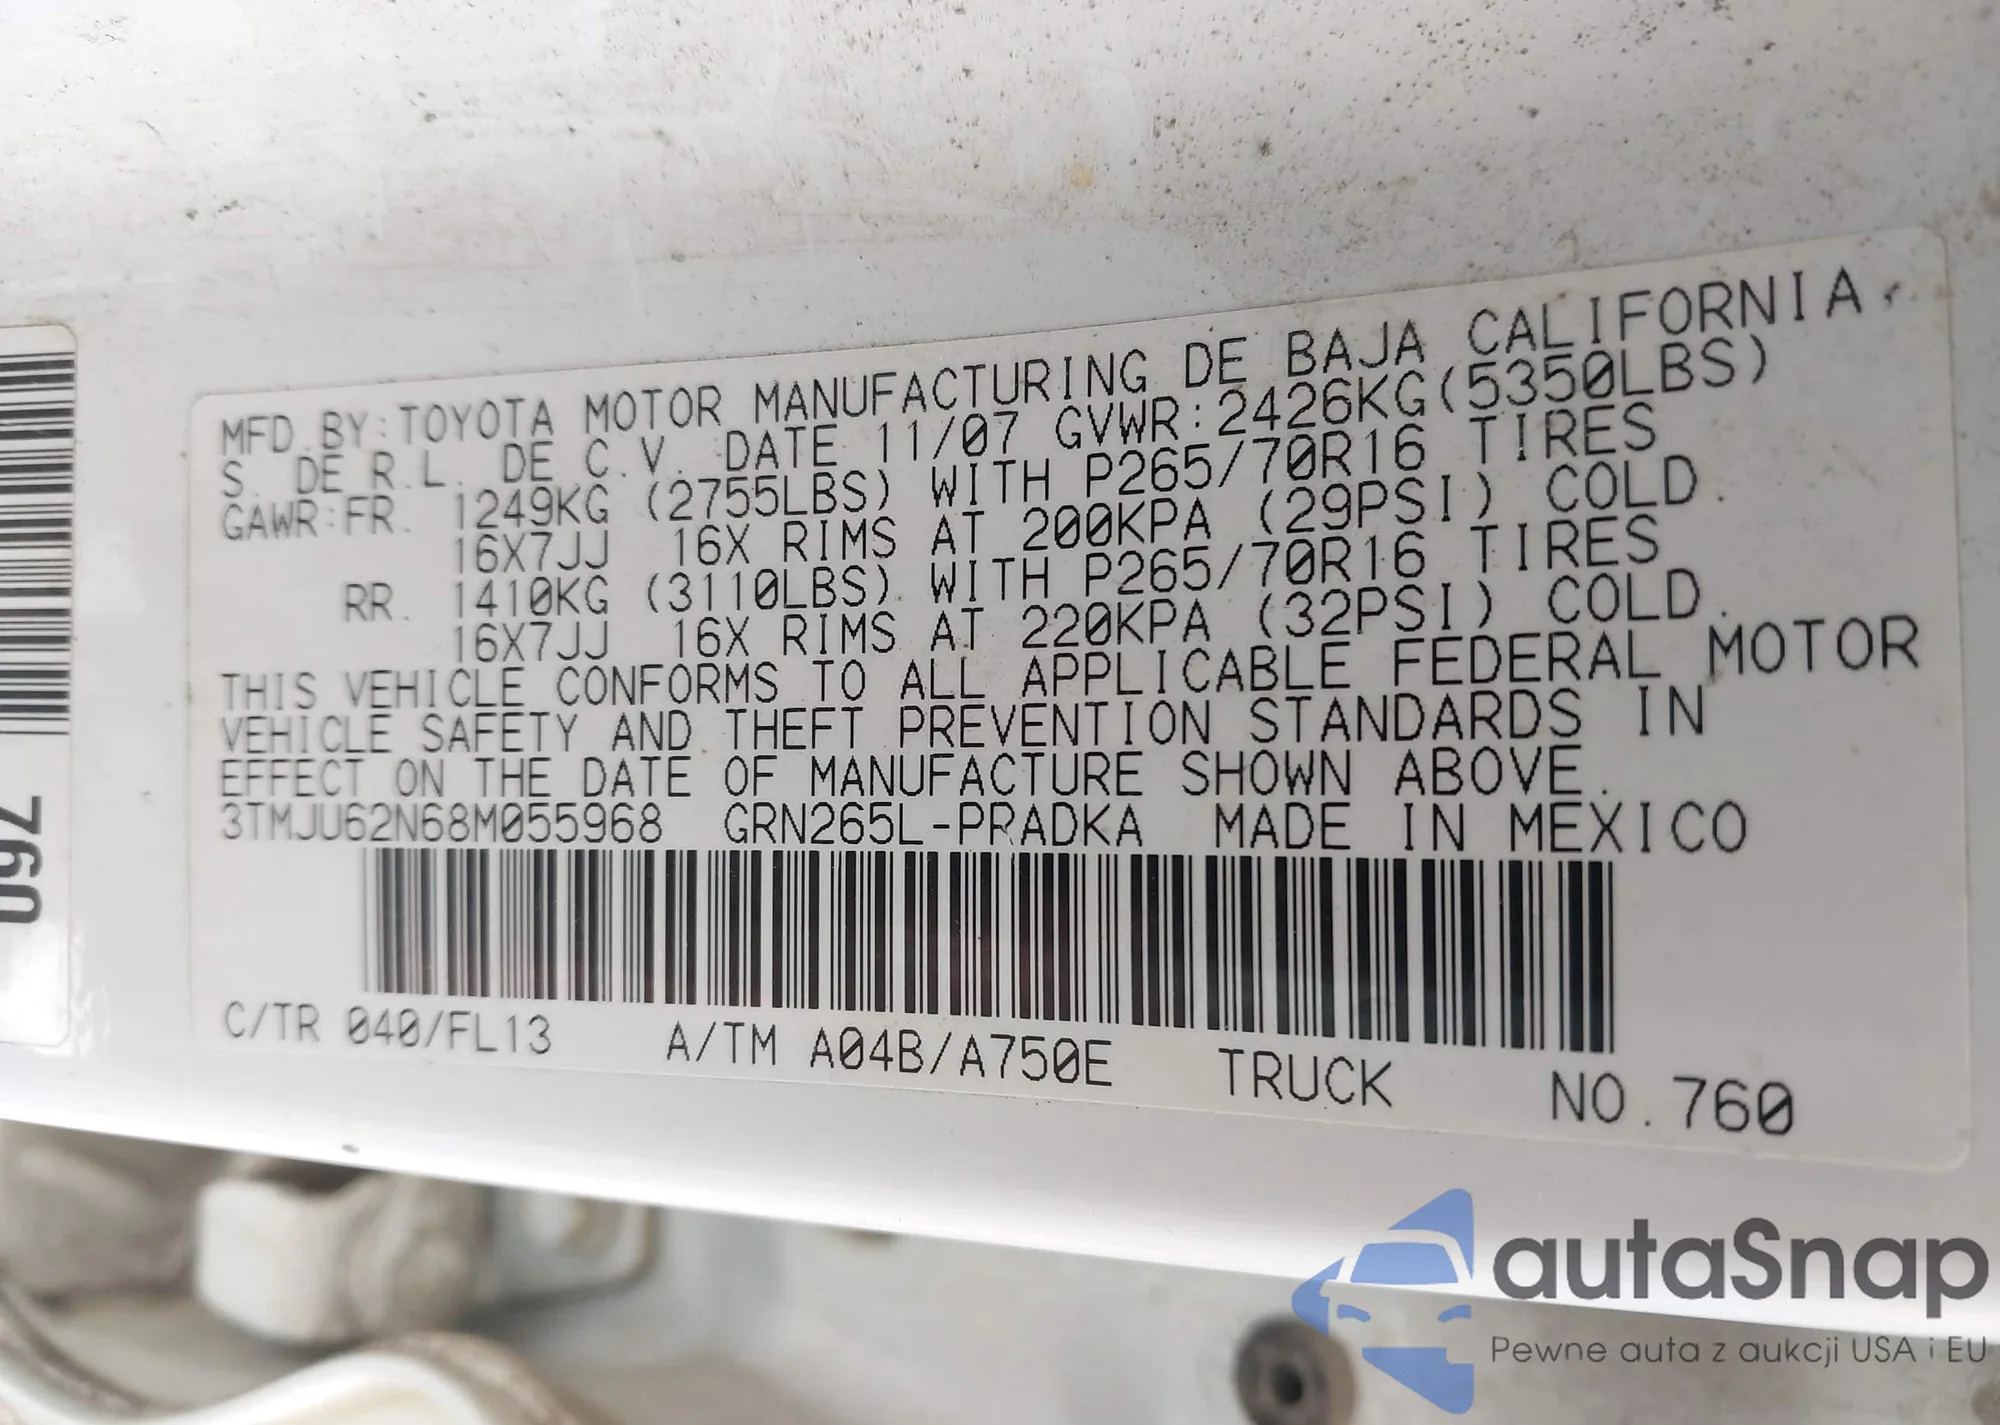 MFD.BY:TOYOTA MOTOR MANUFACTURING DE BAJA CALIFORNIA.
S. DE R.L. DE C.V. DATE 11/07 GVWR:2426KG(5350LBS)
GAWR:FR. 1249KG (2755LBS) WITH P265/70R16 TIRES
16X7JJ 16X RIMS AT 200KPA (29PSI) COLD.
RR. 1410KG (3110LBS) WITH P265/70R16 TIRES
16X7JJ 16X RIMS AT 220KPA (32PSI) COLD.
THIS VEHICLE CONFORMS TO ALL APPLICABLE FEDERAL MOTOR
VEHICLE SAFETY AND THEFT PREVENTION STANDARDS IN
EFFECT ON THE DATE OF MANUFACTURE SHOWN ABOVE.
3TMJU62N68M055968 GRN265L-PRADKA MADE IN MEXICO
C/TR 040/FL13 A/TM A04B/A750E TRUCK NO.760
760
autaSnap
Pewne auta z aukcji USA i EU